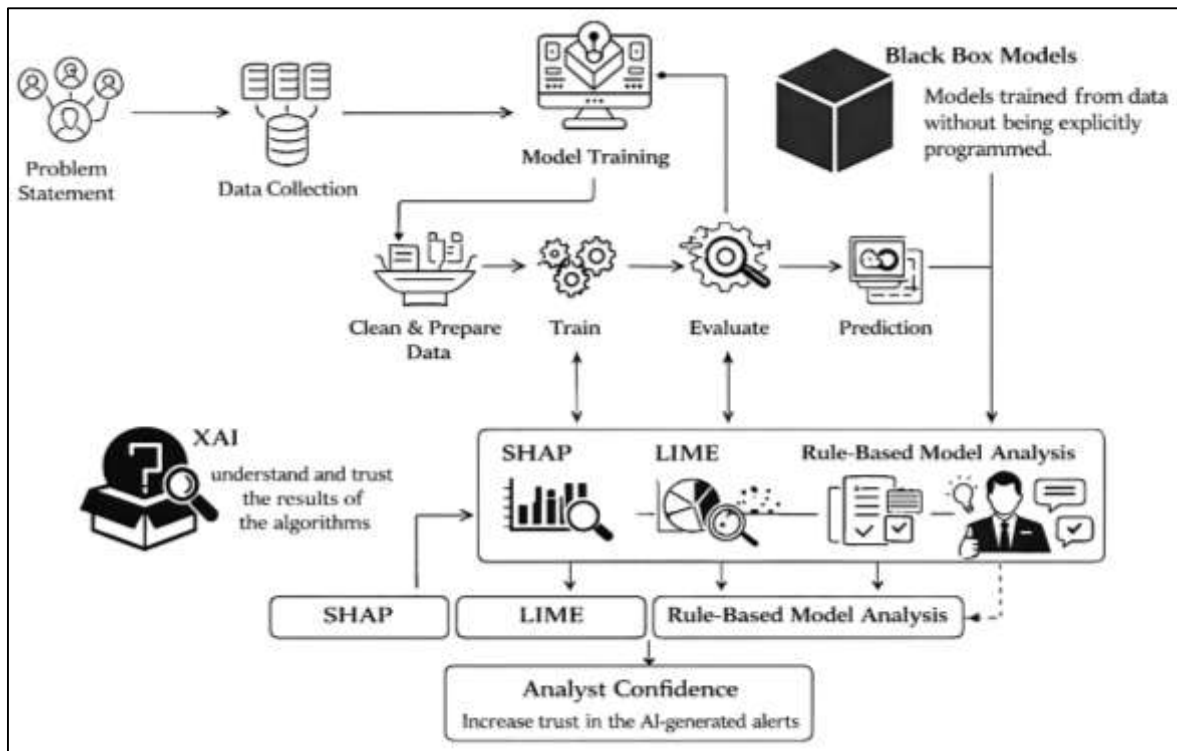 Black Box Models
Models trained from data
without being explicitly
programmed.
Problem
Statement
Data Collection
Model Training
Clean & Prepare
Data
Train
Evaluate
Prediction
XAI
understand and trust
the results of
the algorithms
SHAP
LIME
Rule-Based Model Analysis
SHAP
LIME
Rule-Based Model Analysis
Analyst Confidence
Increase trust in the AI-generated alerts